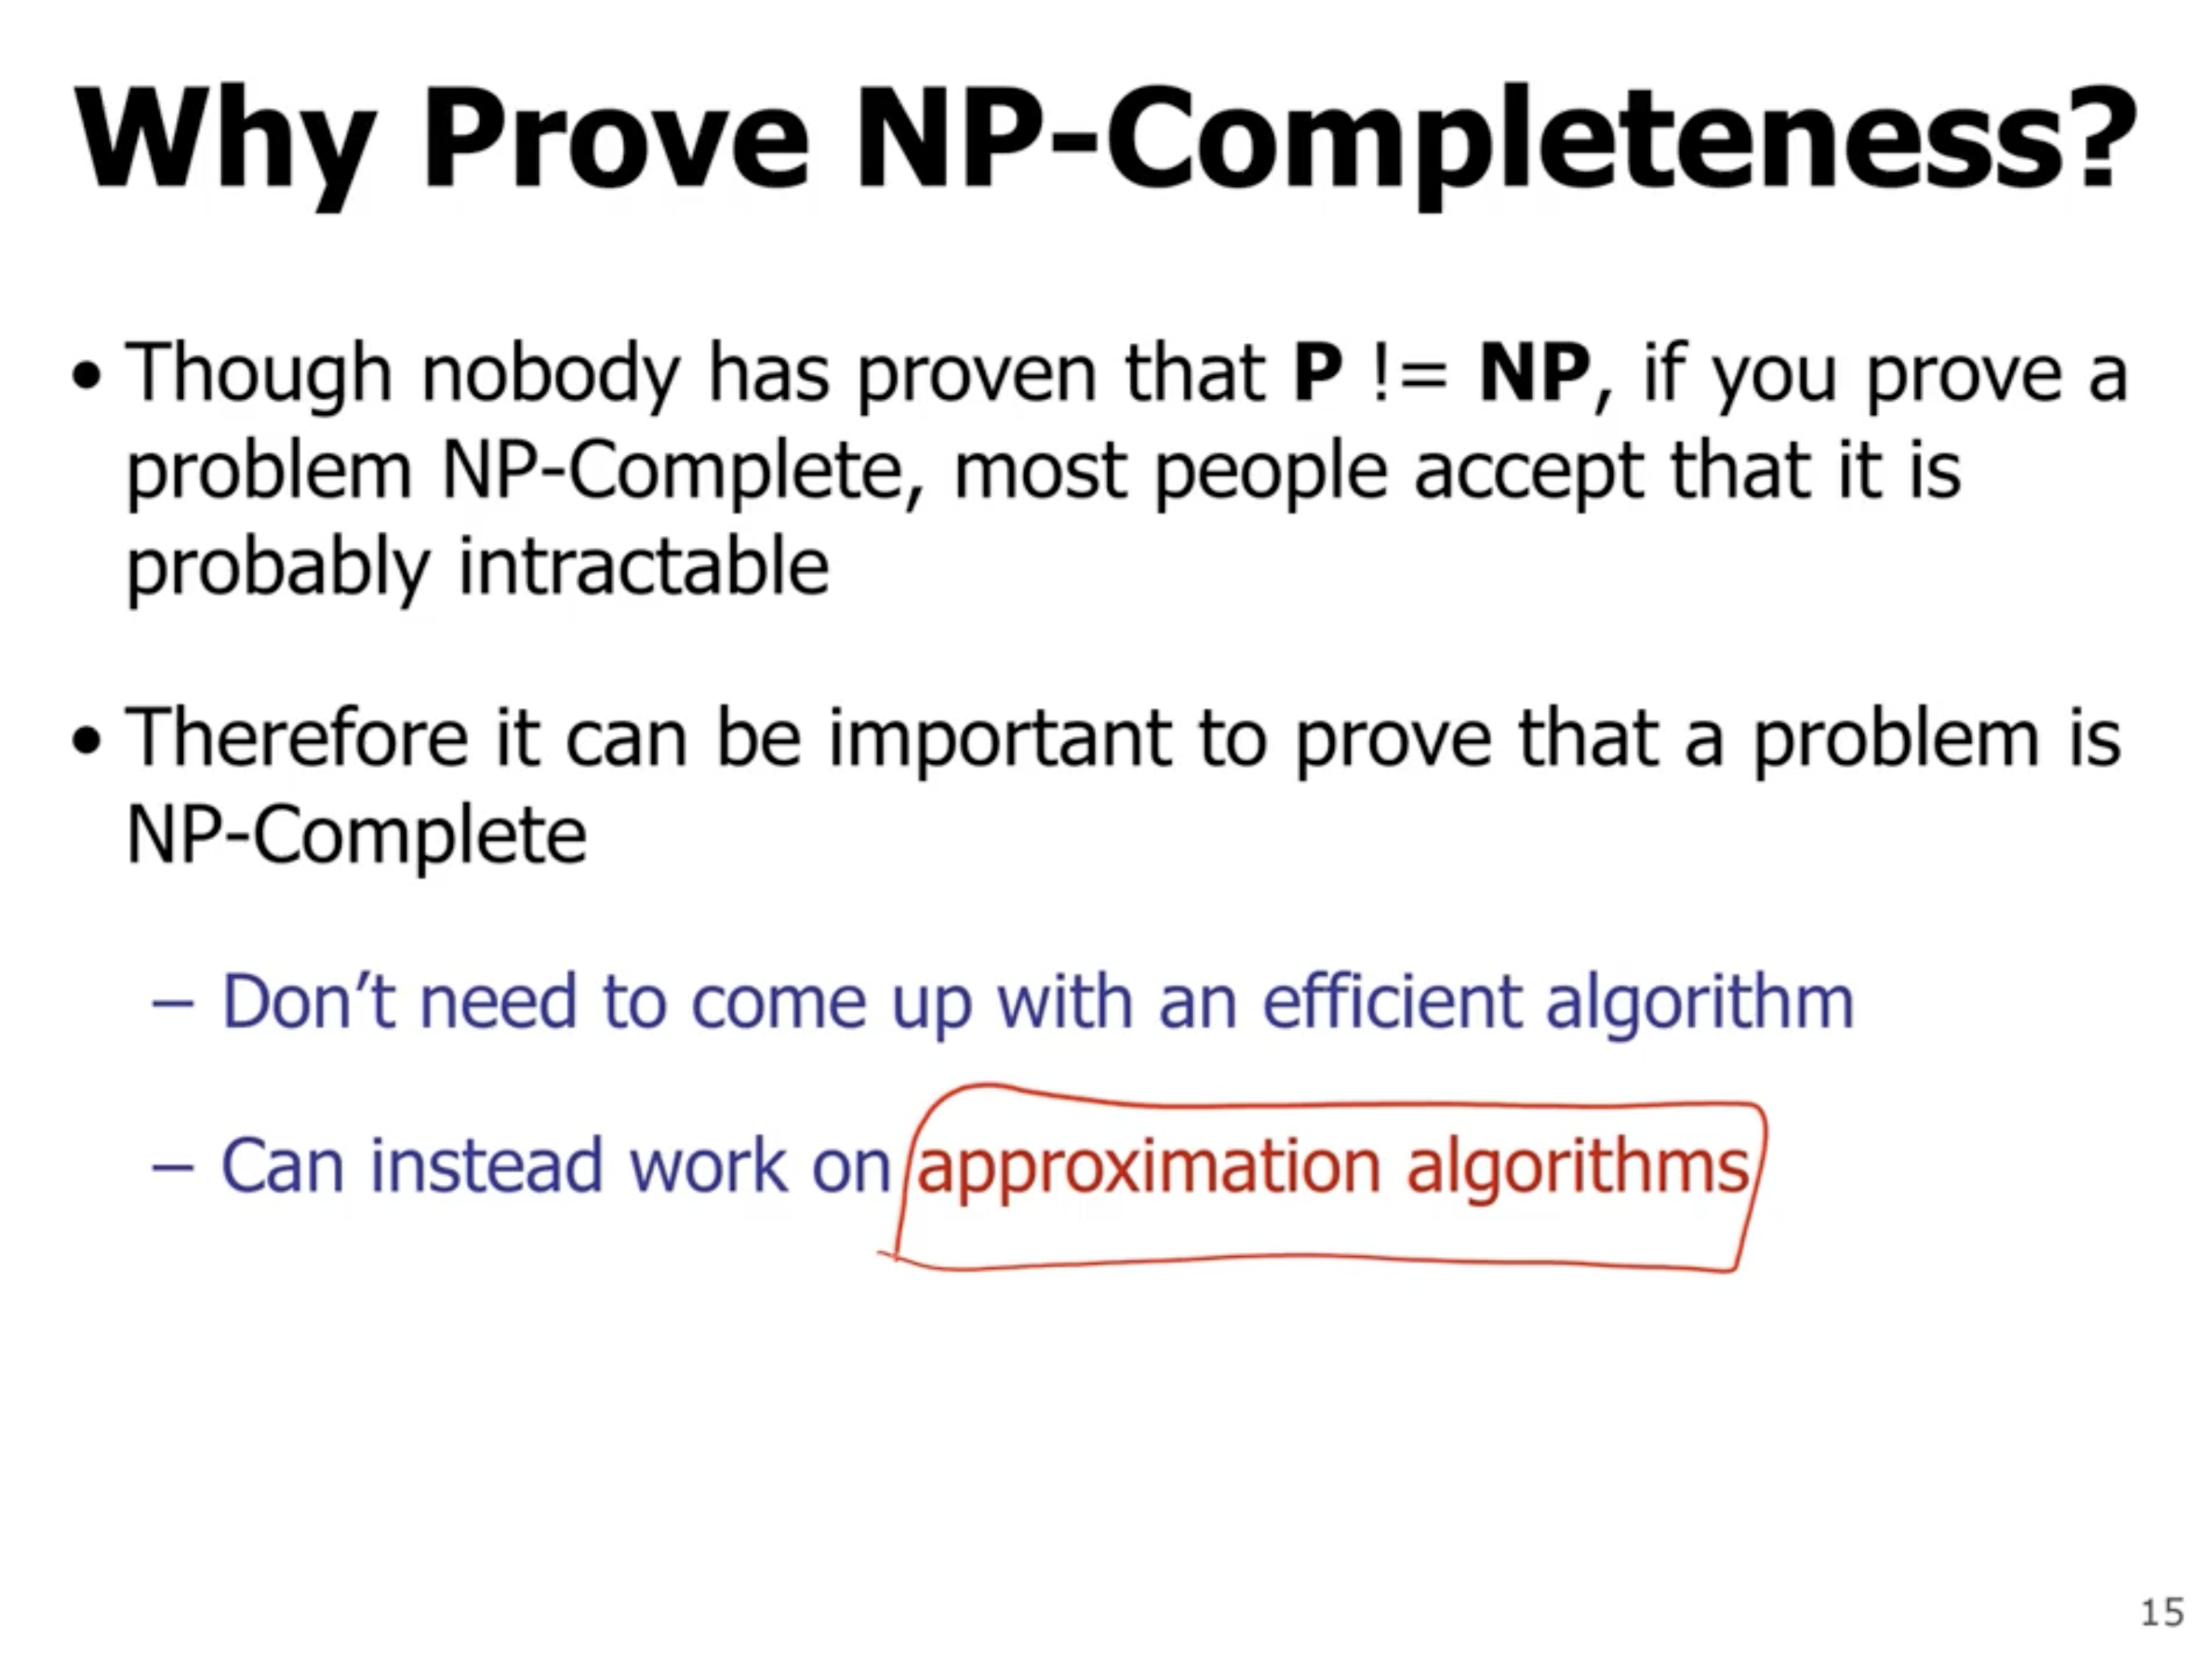 Why Prove NP-Completeness?
• Though nobody has proven that P != NP, if you prove a
problem NP-Complete, most people accept that it is
probably intractable
• Therefore it can be important to prove that a problem is
NP-Complete
– Don’t need to come up with an efficient algorithm
– Can instead work on approximation algorithms
15